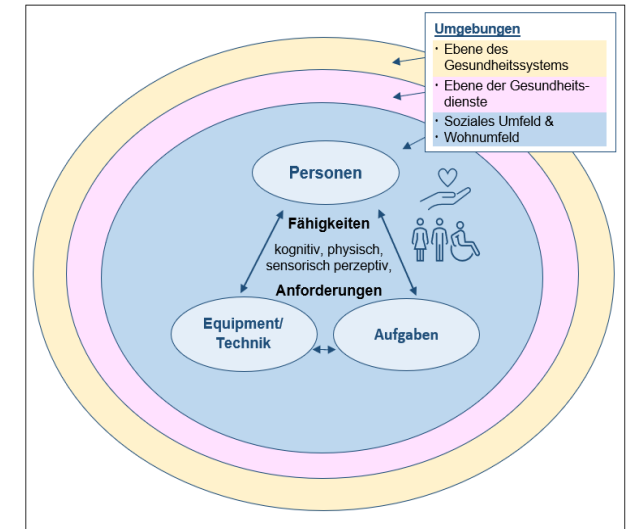 Umgebungen
· Ebene des
Gesundheitssystems
· Ebene der Gesundheits-
dienste
· Soziales Umfeld &
· Wohnumfeld
Personen
Fähigkeiten
kognitiv, physisch,
sensorisch perzeptiv,
Anforderungen
Equipment/
Technik
Aufgaben